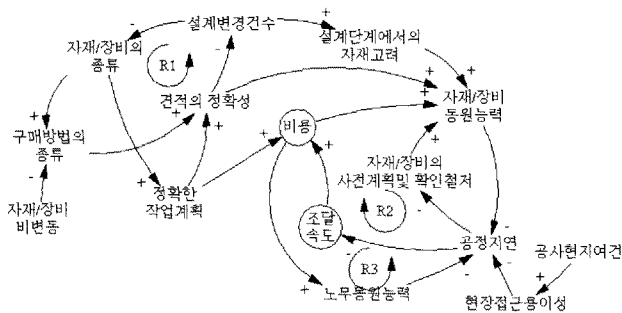 설계변경건수
자재/장비의
종류
R1
설계단계에서의
자재고려
견적의 정확성
자재/장비
동원능력
구매방법의
종류
비용
자재/장비의
사전계획및 확인철저
정확한
작업계획
자재/장비
비변동
조달
속도
R2
공정지연
공사현지여건
R3
노무동원능력
현장접근용이성